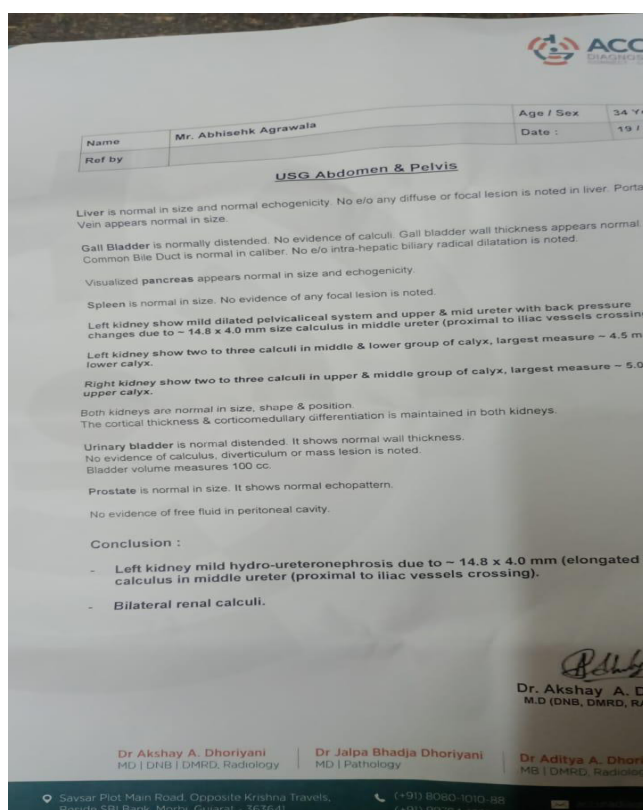 ACC
DIAGNOS
Name Mr. Abhisehk Agrawala Age / Sex 34 Y
Ref by Date : 19 /
USG Abdomen & Pelvis
Liver is normal in size and normal echogenicity. No e/o any diffuse or focal lesion is noted in liver. Porta
Vein appears normal in size.
Gall Bladder is normally distended. No evidence of calculi. Gall bladder wall thickness appears normal.
Common Bile Duct is normal in caliber. No e/o intra-hepatic biliary radical dilatation is noted.
Visualized pancreas appears normal in size and echogenicity.
Spleen is normal in size. No evidence of any focal lesion is noted.
Left kidney show mild dilated pelvicaliceal system and upper & mid ureter with back pressure
changes due to ~ 14.8 x 4.0 mm size calculus in middle ureter (proximal to iliac vessels crossin
Left kidney show two to three calculi in middle & lower group of calyx, largest measure ~ 4.5 m
lower calyx.
Right kidney show two to three calculi in upper & middle group of calyx, largest measure ~ 5.0
upper calyx.
Both kidneys are normal in size, shape & position.
The cortical thickness & corticomedullary differentiation is maintained in both kidneys.
Urinary bladder is normal distended. It shows normal wall thickness.
No evidence of calculus, diverticulum or mass lesion is noted.
Bladder volume measures 100 cc.
Prostate is normal in size. It shows normal echopattern.
No evidence of free fluid in peritoneal cavity.
Conclusion :
- Left kidney mild hydro-ureteronephrosis due to ~ 14.8 x 4.0 mm (elongated
calculus in middle ureter (proximal to iliac vessels crossing).
- Bilateral renal calculi.
Dr. Akshay A. D
M.D (DNB, DMRD, RA
Dr Akshay A. Dhoriyani
MD | DNB | DMRD, Radiology
Dr Jalpa Bhadja Dhoriyani
MD | Pathology
Dr Aditya A. Dhori
MB | DMRD, Radiolo
Savsar Plot Main Road, Opposite Krishna Travels,
(+91) 8080-1010-88